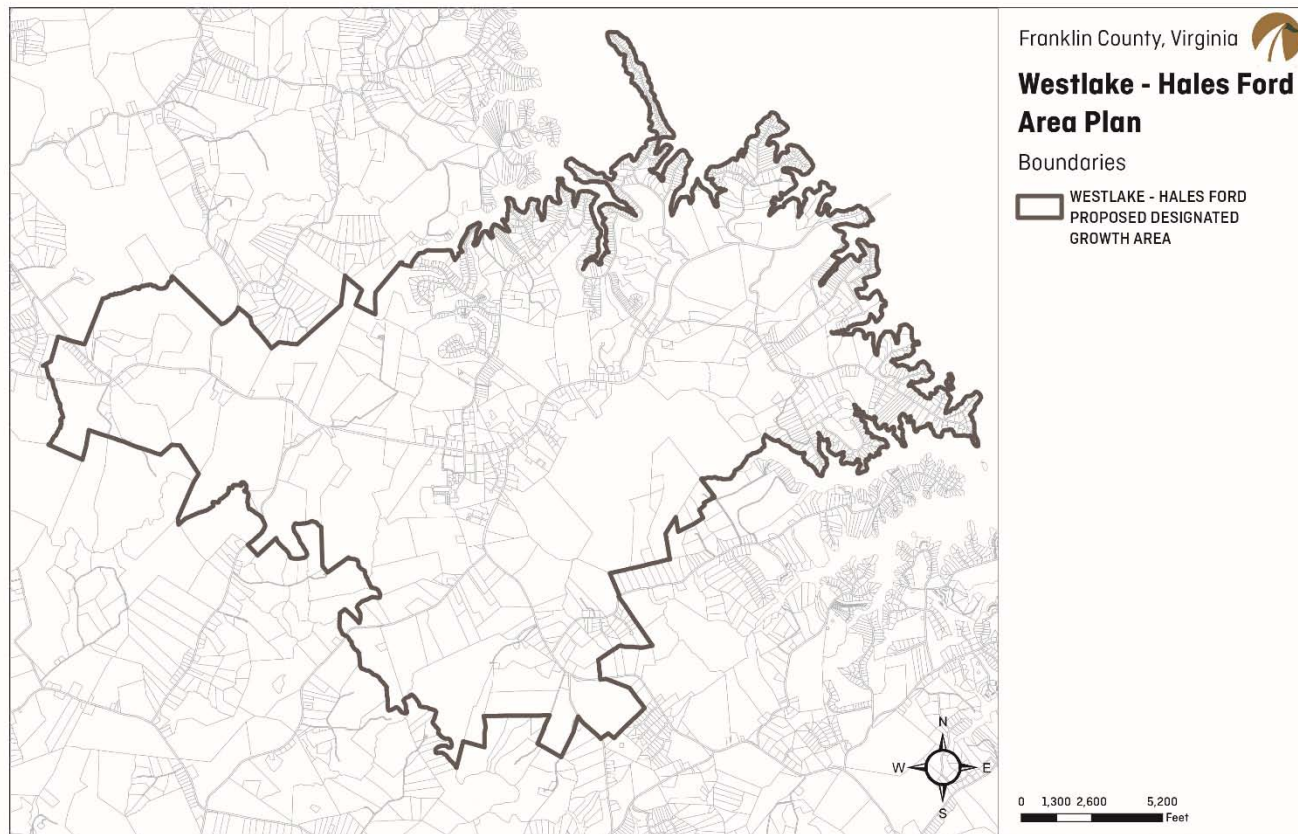 Franklin County, Virginia
Westlake - Hales Ford
Area Plan
Boundaries
WESTLAKE - HALES FORD
PROPOSED DESIGNATED
GROWTH AREA
N
W E
S
0 1,300 2,600 5,200
Feet